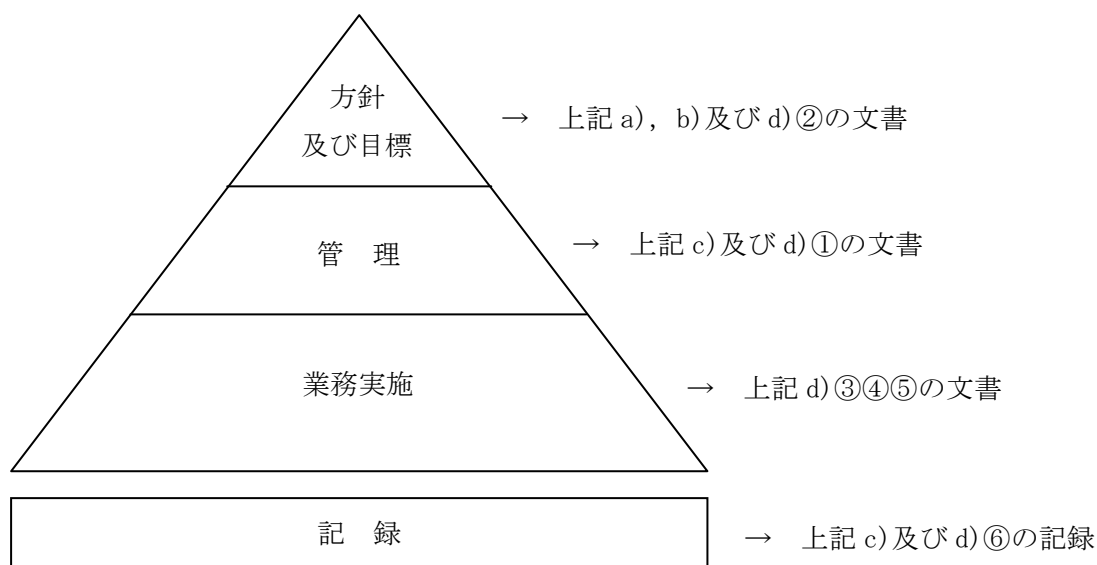 方針
及び目標
→ 上記 a), b)及び d)②の文書
管 理
→ 上記 c)及び d)①の文書
業務実施
→ 上記 d)③④⑤の文書
記 録
→ 上記 c)及び d)⑥の記録